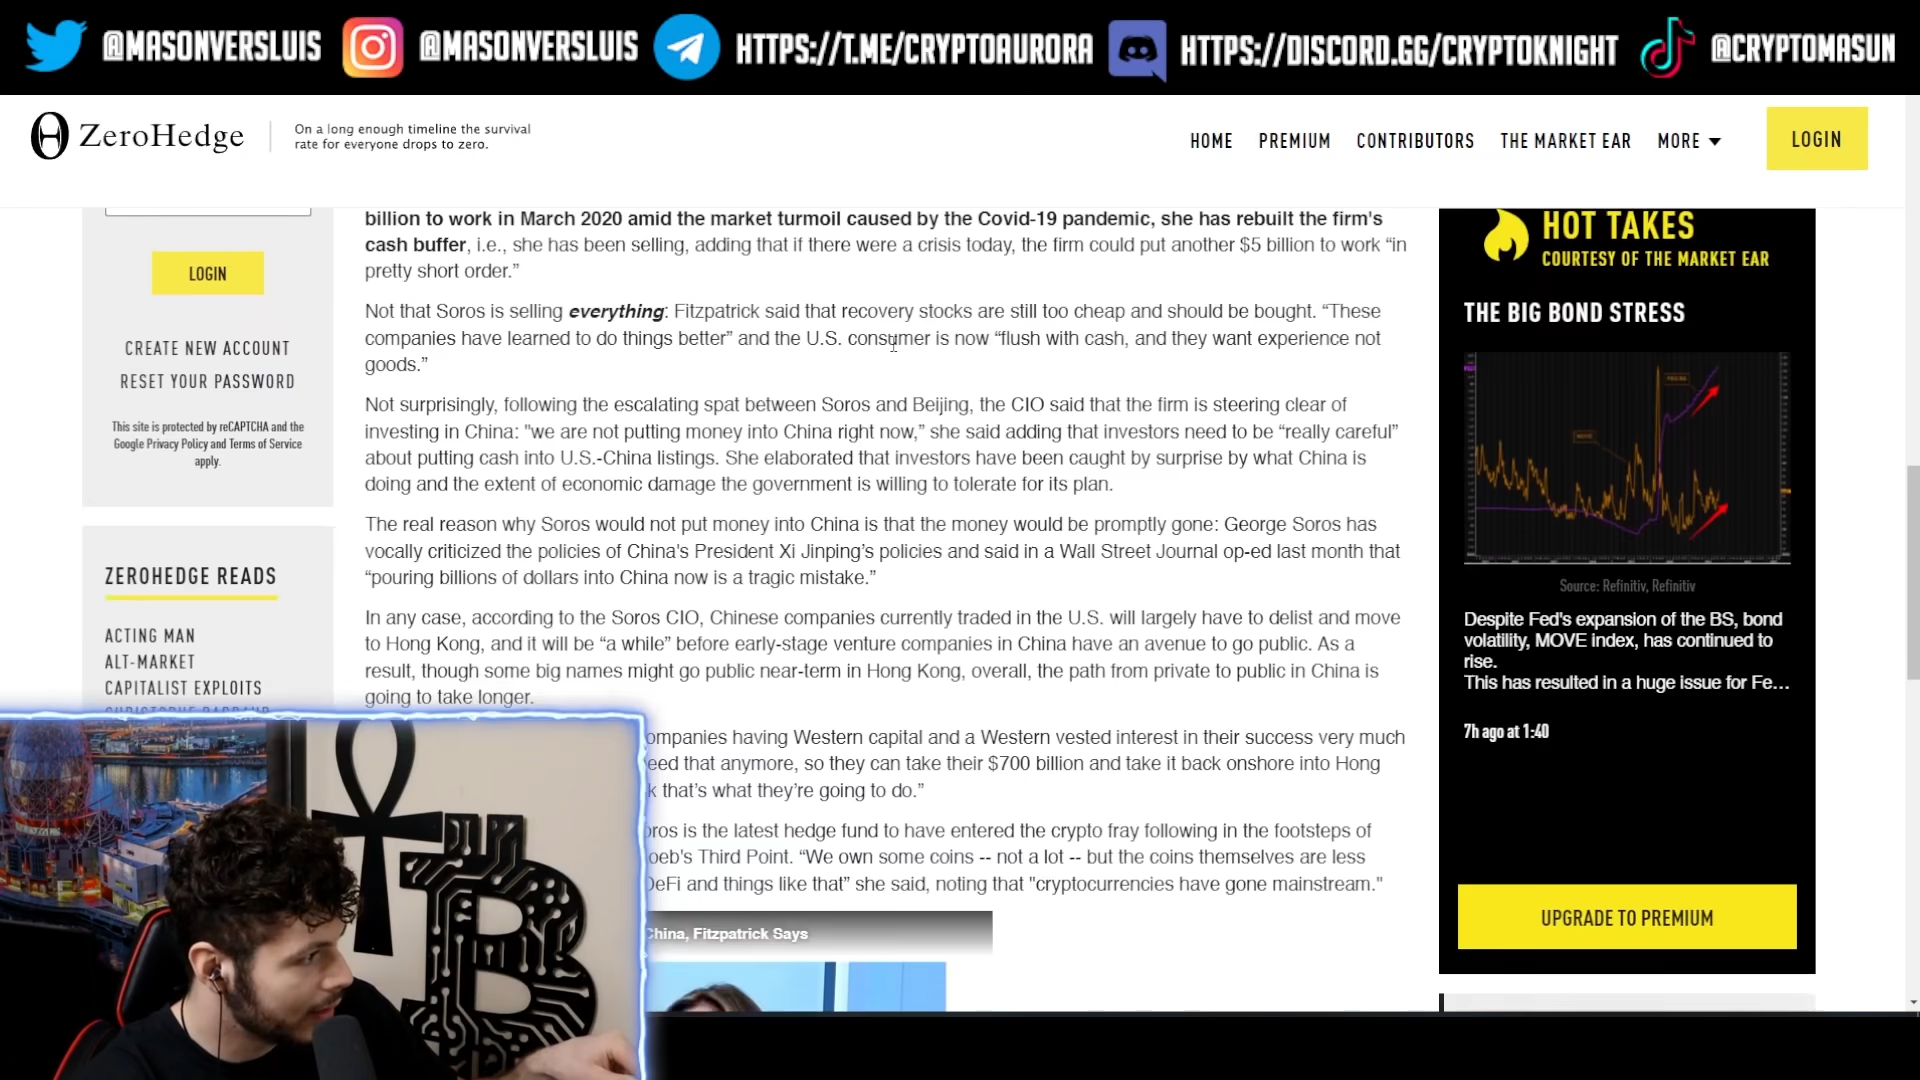 @MASONVERSLUIS @MASONVERSLUIS HTTPS://T.ME/CRYPTOAURORA HTTPS://DISCORD.GG/CRYPTOKNIGHT @CRYPTOMASUN
ZeroHedge
On a long enough timeline the survival
rate for everyone drops to zero.
HOME PREMIUM CONTRIBUTORS THE MARKET EAR MORE
LOGIN
LOGIN
CREATE NEW ACCOUNT
RESET YOUR PASSWORD
This site is protected by reCAPTCHA and the
Google Privacy Policy and Terms of Service
apply.
ZEROHEDGE READS
ACTING MAN
ALT-MARKET
CAPITALIST EXPLOITS
billion to work in March 2020 amid the market turmoil caused by the Covid-19 pandemic, she has rebuilt the firm's
cash buffer, i.e., she has been selling, adding that if there were a crisis today, the firm could put another $5 billion to work “in
pretty short order.”
Not that Soros is selling everything: Fitzpatrick said that recovery stocks are still too cheap and should be bought. “These
companies have learned to do things better” and the U.S. consumer is now “flush with cash, and they want experience not
goods.”
Not surprisingly, following the escalating spat between Soros and Beijing, the CIO said that the firm is steering clear of
investing in China: "we are not putting money into China right now,” she said adding that investors need to be “really careful”
about putting cash into U.S.-China listings. She elaborated that investors have been caught by surprise by what China is
doing and the extent of economic damage the government is willing to tolerate for its plan.
The real reason why Soros would not put money into China is that the money would be promptly gone: George Soros has
vocally criticized the policies of China's President Xi Jinping’s policies and said in a Wall Street Journal op-ed last month that
“pouring billions of dollars into China now is a tragic mistake.”
In any case, according to the Soros CIO, Chinese companies currently traded in the U.S. will largely have to delist and move
to Hong Kong, and it will be “a while” before early-stage venture companies in China have an avenue to go public. As a
result, though some big names might go public near-term in Hong Kong, overall, the path from private to public in China is
going to take longer.
ompanies having Western capital and a Western vested interest in their success very much
eed that anymore, so they can take their $700 billion and take it back onshore into Hong
k that’s what they’re going to do.”
oros is the latest hedge fund to have entered the crypto fray following in the footsteps of
oeb's Third Point. “We own some coins -- not a lot -- but the coins themselves are less
DeFi and things like that” she said, noting that "cryptocurrencies have gone mainstream."
China, Fitzpatrick Says
HOT TAKES
COURTESY OF THE MARKET EAR
THE BIG BOND STRESS
Source: Refinitiv, Refinitiv
Despite Fed's expansion of the BS, bond
volatility, MOVE index, has continued to
rise.
This has resulted in a huge issue for Fe...
7h ago at 1:40
UPGRADE TO PREMIUM